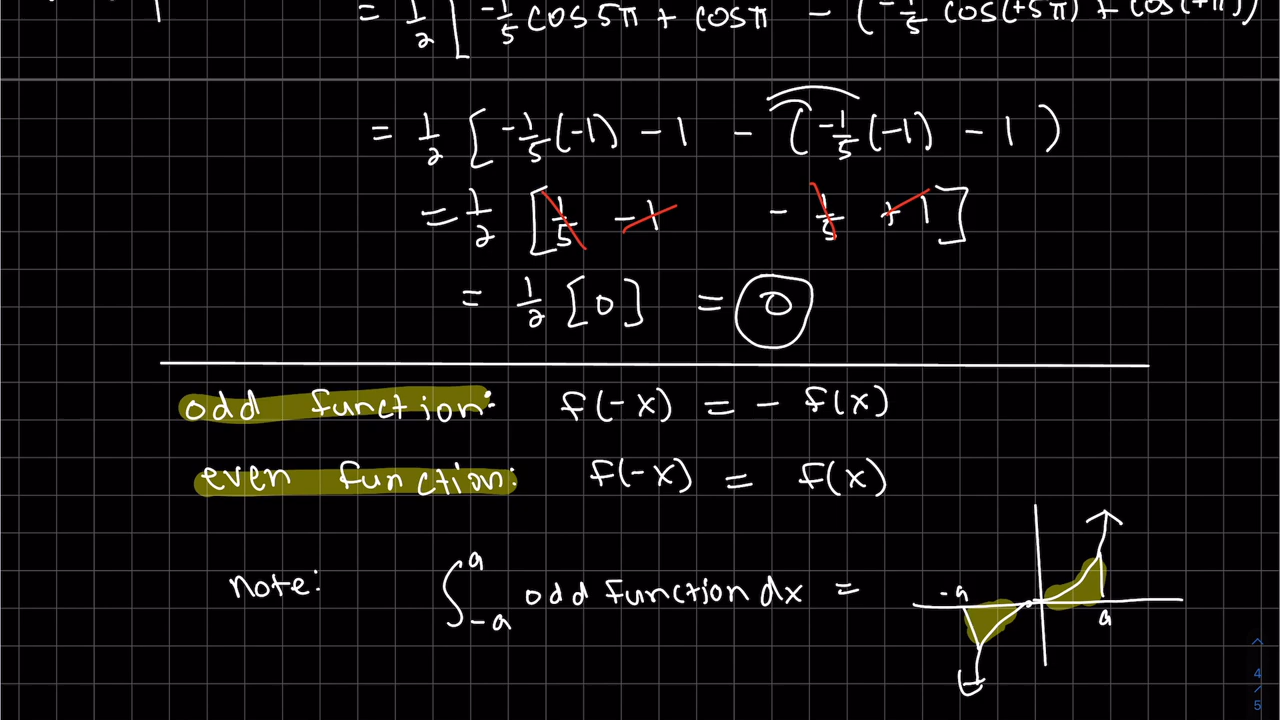 = 1/2 [ -1/5 cos 5π + cos π - ( -1/5 cos(+5π) + cos(+π))
= 1/2 [ -1/5 (-1) - 1 - ( -1/5 (-1) - 1 )
= 1/2 [ 1/5 - 1 - 1/5 + 1 ]
= 1/2 [ 0 ] = 0
odd function: f(-x) = - f(x)
even function: f(-x) = f(x)
note: ∫_{-a}^{a} odd function dx =
-a a
4/5